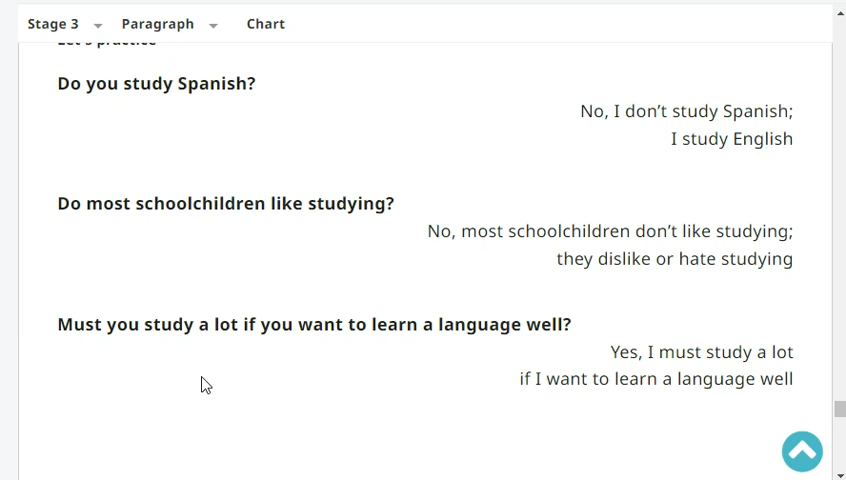 Stage 3 Paragraph Chart
Let's practice
Do you study Spanish?
No, I don't study Spanish;
I study English
Do most schoolchildren like studying?
No, most schoolchildren don't like studying;
they dislike or hate studying
Must you study a lot if you want to learn a language well?
Yes, I must study a lot
if I want to learn a language well